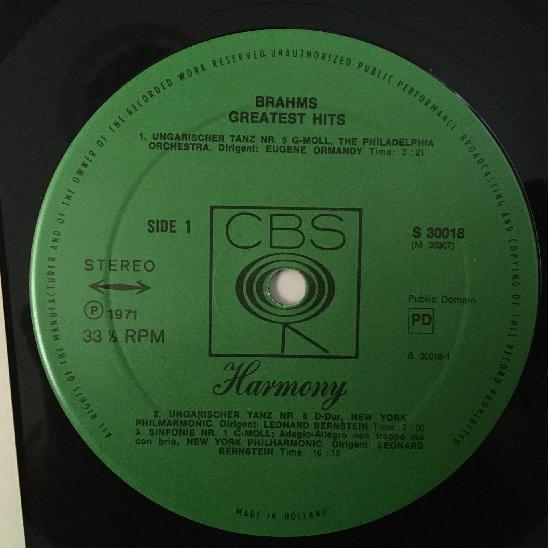 ALL RIGHTS OF THE MANUFACTURER AND OF THE OWNER OF THE RECORDED WORK RESERVED. UNAUTHORIZED PUBLIC PERFORMANCE, BROADCASTING AND COPYING OF THIS RECORD PROHIBITED
BRAHMS
GREATEST HITS
1. UNGARISCHER TANZ NR. 5 G-MOLL, THE PHILADELPHIA
ORCHESTRA, Dirigent: EUGENE ORMANDY Time: 3:21
SIDE 1
CBS
S 30018
(M 30307)
STEREO
Ⓟ 1971
33 ⅓ RPM
Public Domain
PD
S 30018-1
Harmony
2. UNGARISCHER TANZ NR. 6 D-Dur, NEW YORK
PHILHARMONIC, Dirigent: LEONARD BERNSTEIN Time: 3:00
3. SINFONIE NR. 1 C-MOLL; Adagio-Allegro non troppo ma
con brio, NEW YORK PHILHARMONIC, Dirigent: LEONARD
BERNSTEIN Time: 16:15
MADE IN HOLLAND